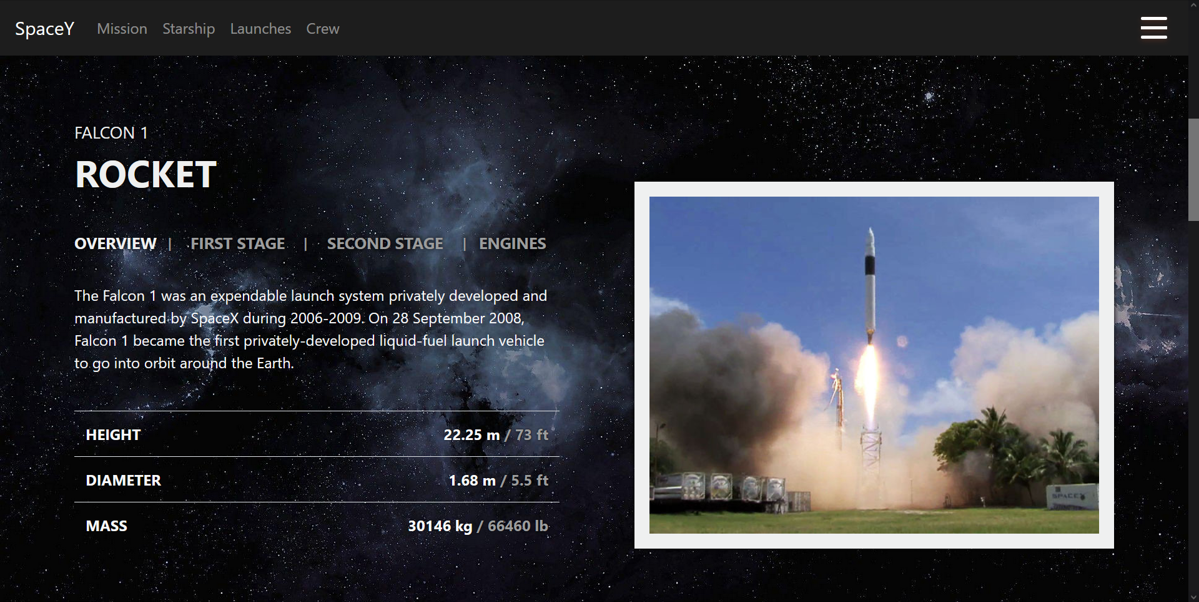 SpaceY Mission Starship Launches Crew
FALCON 1
ROCKET
OVERVIEW | FIRST STAGE | SECOND STAGE | ENGINES
The Falcon 1 was an expendable launch system privately developed and
manufactured by SpaceX during 2006-2009. On 28 September 2008,
Falcon 1 became the first privately-developed liquid-fuel launch vehicle
to go into orbit around the Earth.
HEIGHT 22.25 m / 73 ft
DIAMETER 1.68 m / 5.5 ft
MASS 30146 kg / 66460 lb
SPACEX